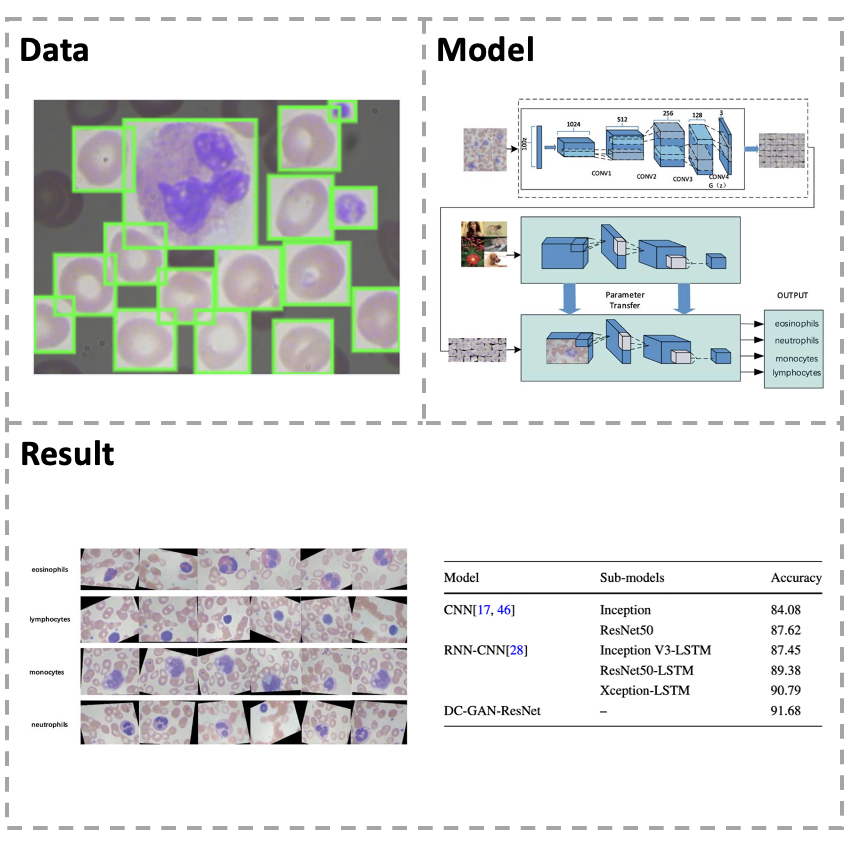 Data
Model
1024
512
256
128
3
100z
CONV1
CONV2
CONV3
CONV4
G (z)
Parameter
Transfer
OUTPUT
eosinophils
neutrophils
monocytes
lymphocytes
Result
eosinophils
lymphocytes
monocytes
neutrophils
Model Sub-models Accuracy
CNN[17, 46] Inception 84.08
ResNet50 87.62
RNN-CNN[28] Inception V3-LSTM 87.45
ResNet50-LSTM 89.38
Xception-LSTM 90.79
DC-GAN-ResNet – 91.68